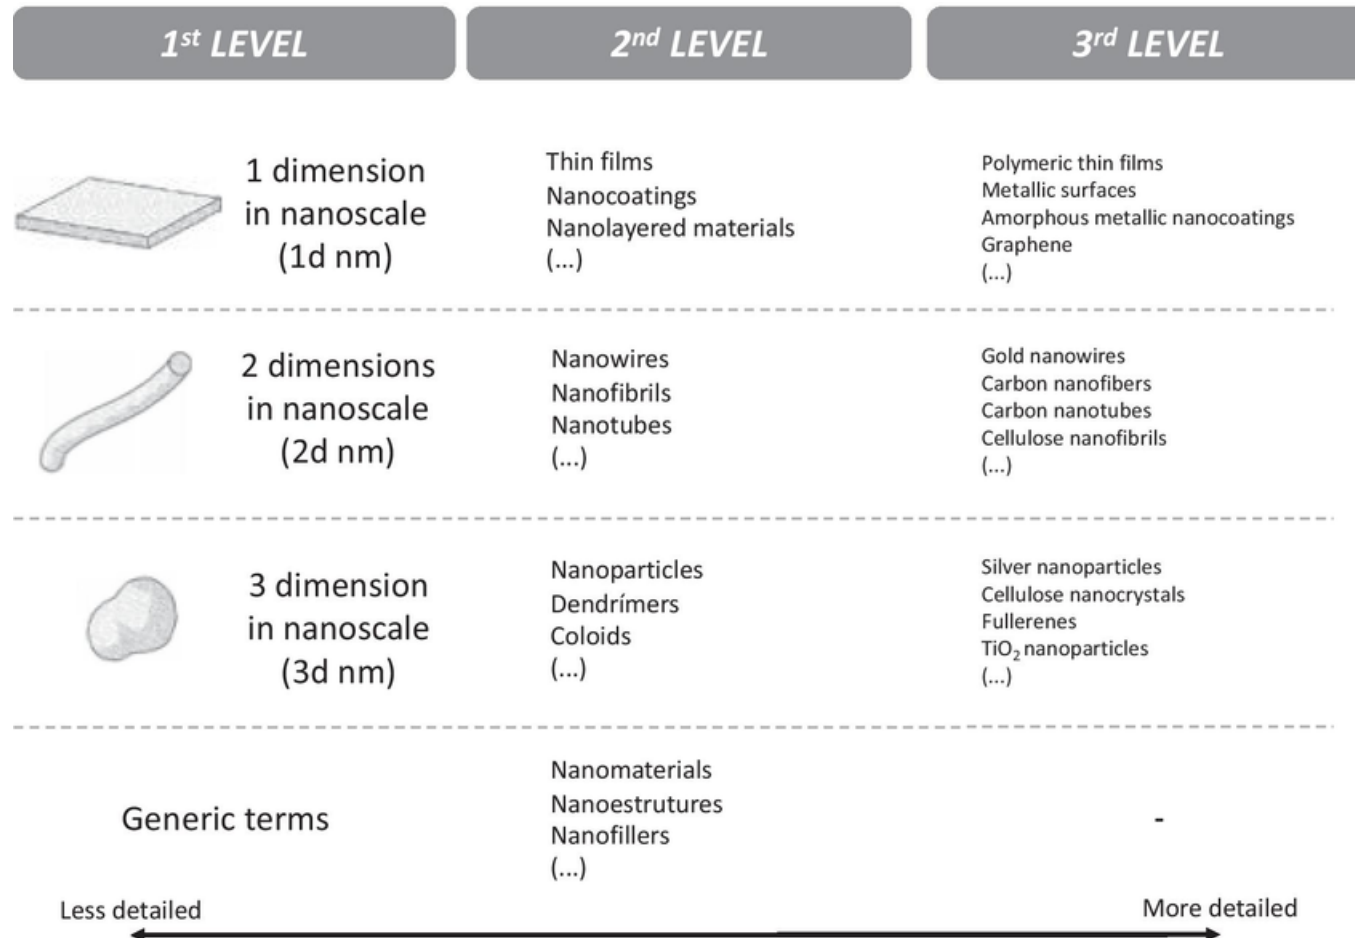 1st LEVEL
2nd LEVEL
3rd LEVEL
1 dimension
in nanoscale
(1d nm)
Thin films
Nanocoatings
Nanolayered materials
(...)
Polymeric thin films
Metallic surfaces
Amorphous metallic nanocoatings
Graphene
(...)
2 dimensions
in nanoscale
(2d nm)
Nanowires
Nanofibrils
Nanotubes
(...)
Gold nanowires
Carbon nanofibers
Carbon nanotubes
Cellulose nanofibrils
(...)
3 dimension
in nanoscale
(3d nm)
Nanoparticles
Dendrímers
Coloids
(...)
Silver nanoparticles
Cellulose nanocrystals
Fullerenes
TiO₂ nanoparticles
(...)
Generic terms
Nanomaterials
Nanoestrutures
Nanofillers
(...)
-
Less detailed
More detailed